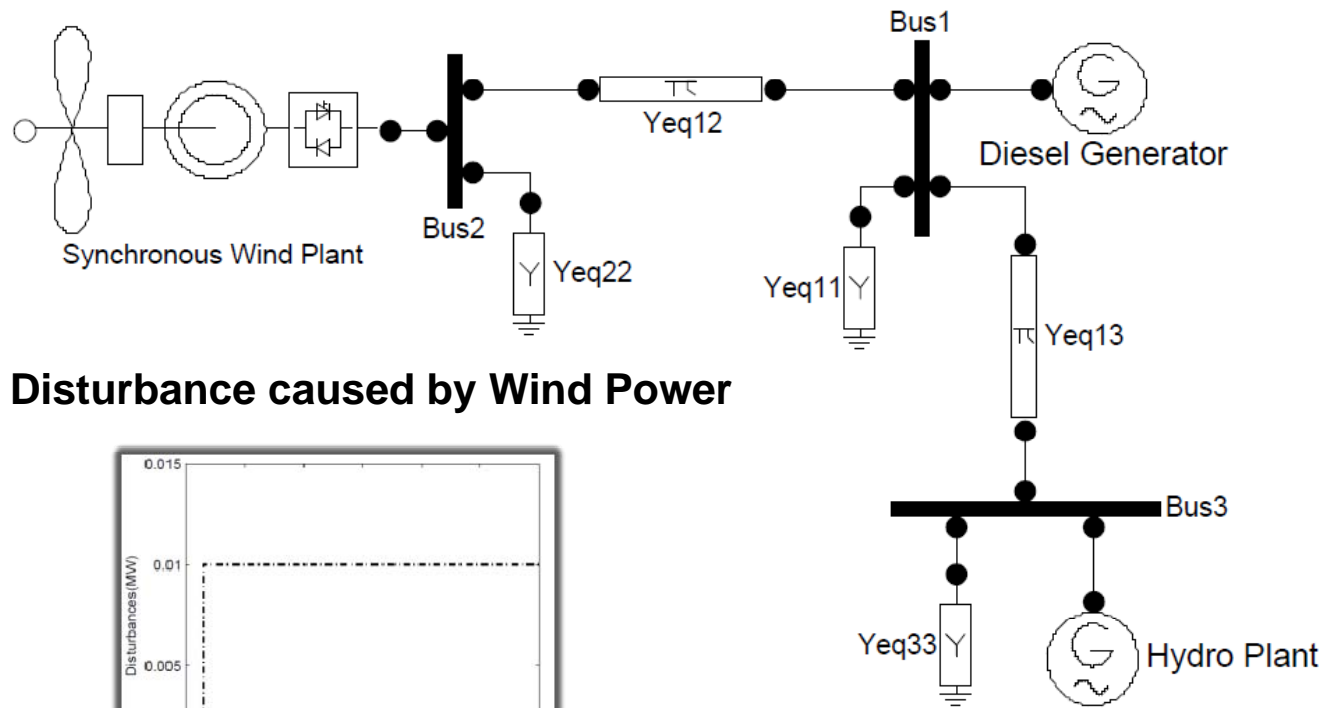 Bus1
Yeq12
Diesel Generator
Bus2
Synchronous Wind Plant
Yeq22
Yeq11
Y
Y
π
π
Yeq13
Disturbance caused by Wind Power
0.015
0.01
0.005
Disturbances(MW)
Bus3
Yeq33
Y
G
G
Hydro Plant